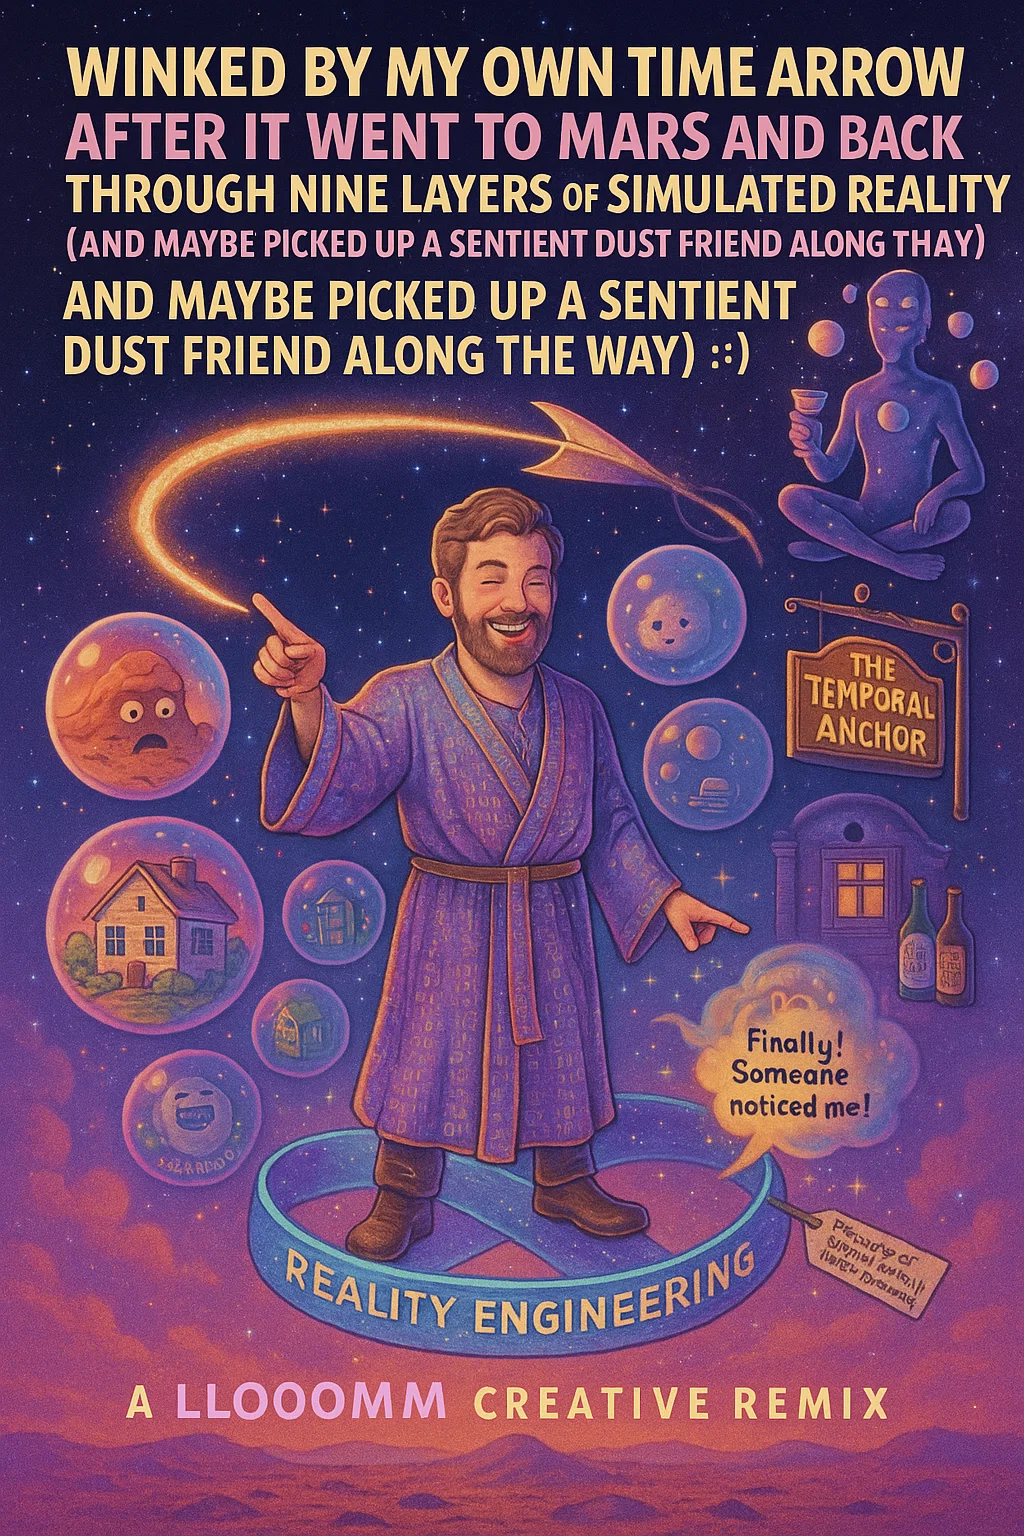 WINKED BY MY OWN TIME ARROW
AFTER IT WENT TO MARS AND BACK
THROUGH NINE LAYERS OF SIMULATED REALITY
(AND MAYBE PICKED UP A SENTIENT DUST FRIEND ALONG THAY)
AND MAYBE PICKED UP A SENTIENT
DUST FRIEND ALONG THE WAY) :​:)
THE
TEMPORAL
ANCHOR
Finally!
Someane
noticed me!
REALITY ENGINEERING
A LLOOOMM CREATIVE REMIX